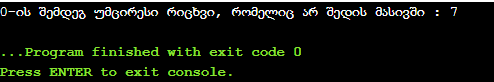 0-ის შემდეგ უმცირესი რიცხვი, რომელიც არ შედის მასივში : 7
...Program finished with exit code 0
Press ENTER to exit console.